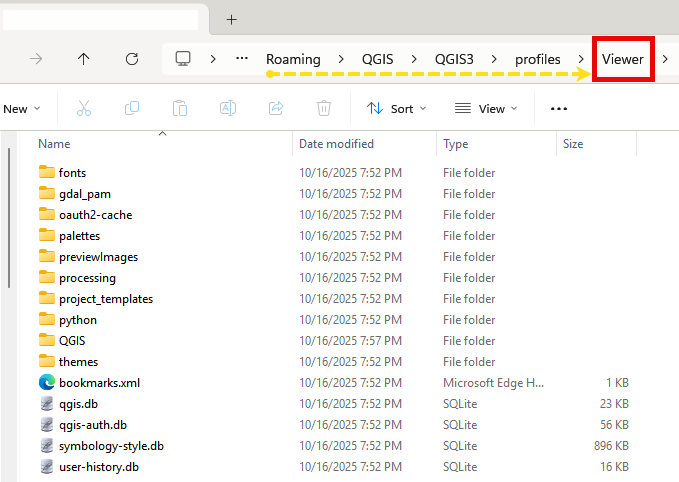 Roaming > QGIS > QGIS3 > profiles > Viewer >
New Sort View
Name Date modified Type Size
fonts 10/16/2025 7:52 PM File folder
gdal_pam 10/16/2025 7:52 PM File folder
oauth2-cache 10/16/2025 7:52 PM File folder
palettes 10/16/2025 7:52 PM File folder
previewImages 10/16/2025 7:52 PM File folder
processing 10/16/2025 7:52 PM File folder
project_templates 10/16/2025 7:52 PM File folder
python 10/16/2025 7:52 PM File folder
QGIS 10/16/2025 7:57 PM File folder
themes 10/16/2025 7:52 PM File folder
bookmarks.xml 10/16/2025 7:52 PM Microsoft Edge H... 1 KB
qgis.db 10/16/2025 7:52 PM SQLite 23 KB
qgis-auth.db 10/16/2025 7:52 PM SQLite 56 KB
symbology-style.db 10/16/2025 7:52 PM SQLite 896 KB
user-history.db 10/16/2025 7:52 PM SQLite 16 KB